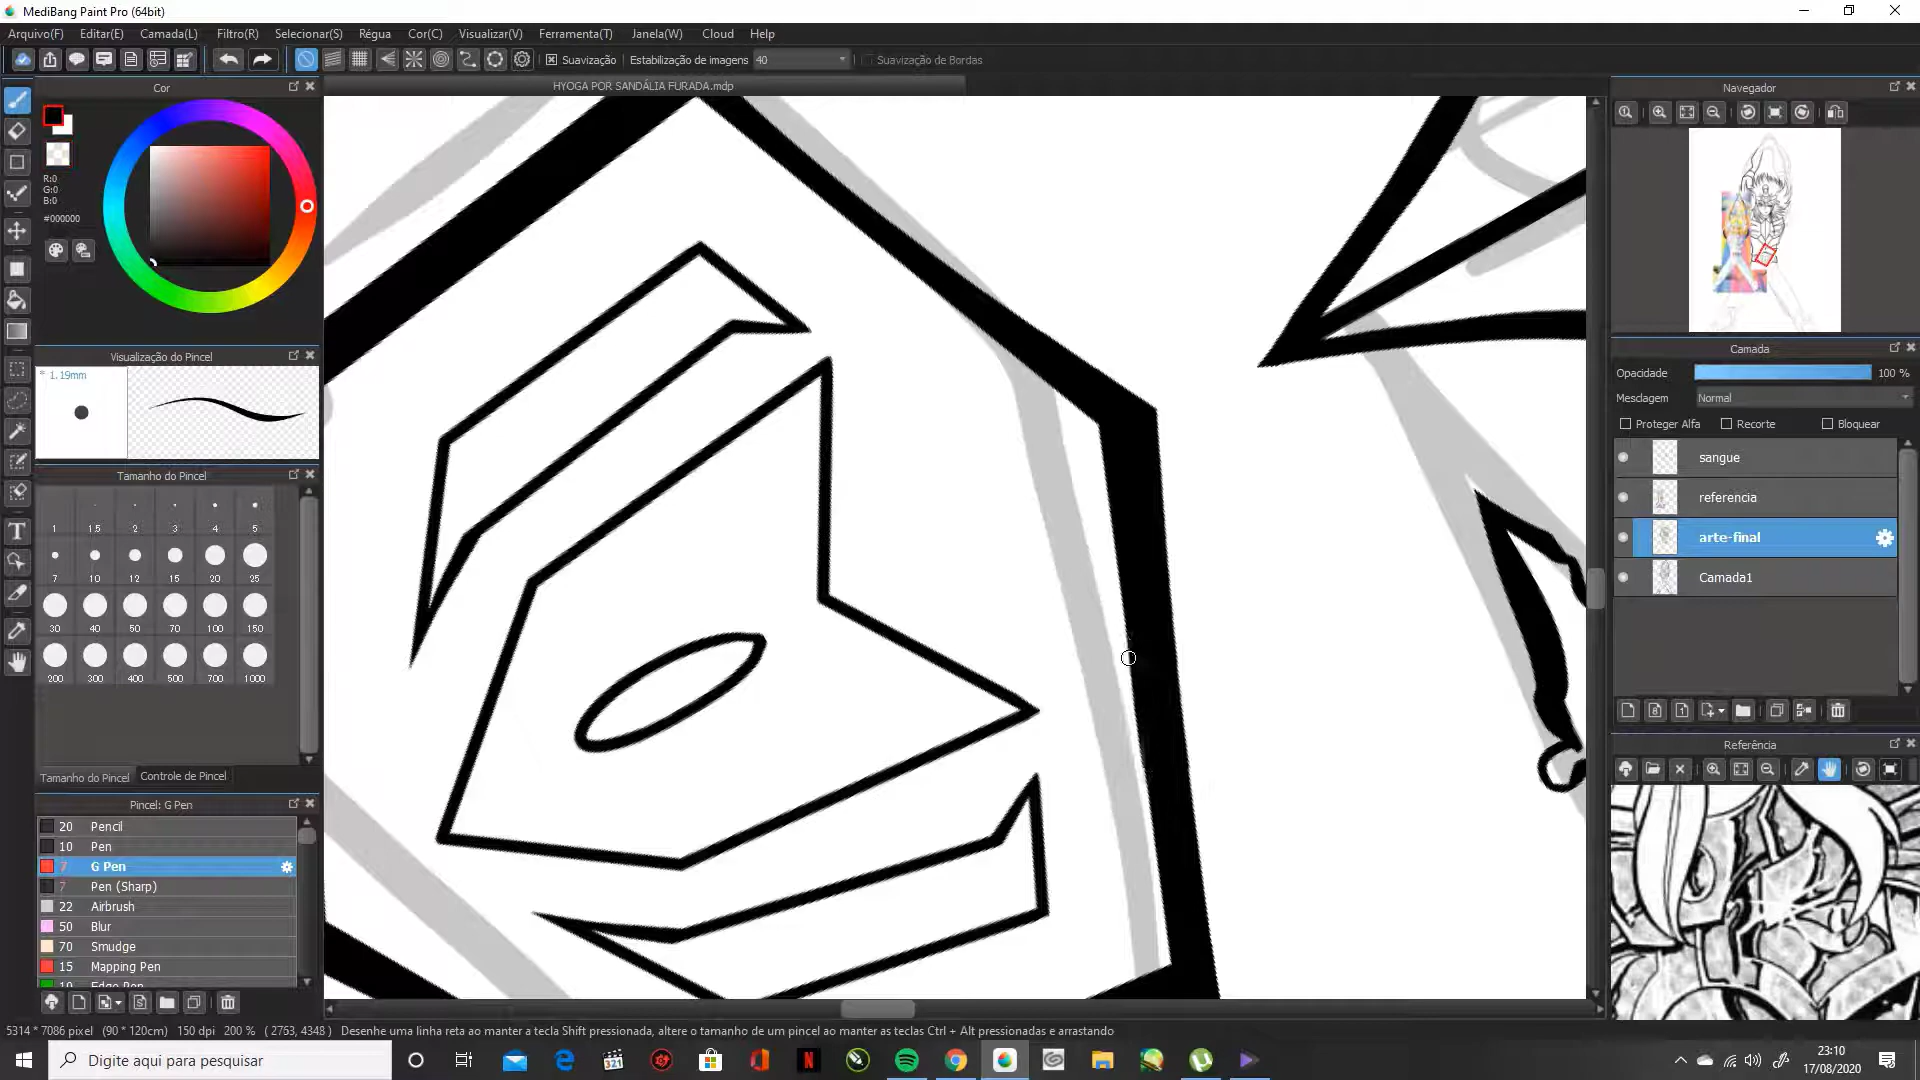 MediBang Paint Pro (64bit)
Arquivo(F) Editar(E) Camada(L) Filtro(R) Selecionar(S) Régua Cor(C) Visualizar(V) Ferramenta(T) Janela(W) Cloud Help
Suavização Estabilização de imagens 40 Suavização de Bordas
Cor
HYOGA POR SANDÁLIA FURADA.mdp
Navegador
R:0
G:0
B:0
#000000
Visualização do Pincel
* 1.19mm
Tamanho do Pincel
1 1.5 2 3 4 5
7 10 12 15 20 25
30 40 50 70 100 150
200 300 400 500 700 1000
Tamanho do Pincel Controle de Pincel
Pincel: G Pen
20 Pencil
10 Pen
7 G Pen
7 Pen (Sharp)
22 Airbrush
50 Blur
70 Smudge
15 Mapping Pen
10 Edge Pen
Camada
Opacidade 100 %
Mesclagem Normal
Proteger Alfa Recorte Bloquear
sangue
referencia
arte-final
Camada1
Referência
5314 * 7086 pixel (90 * 120cm) 150 dpi 200 % ( 2763, 4348 ) Desenhe uma linha reta ao manter a tecla Shift pressionada, altere o tamanho de um pincel ao manter as teclas Ctrl + Alt pressionadas e arrastando
Digite aqui para pesquisar
23:10
17/08/2020